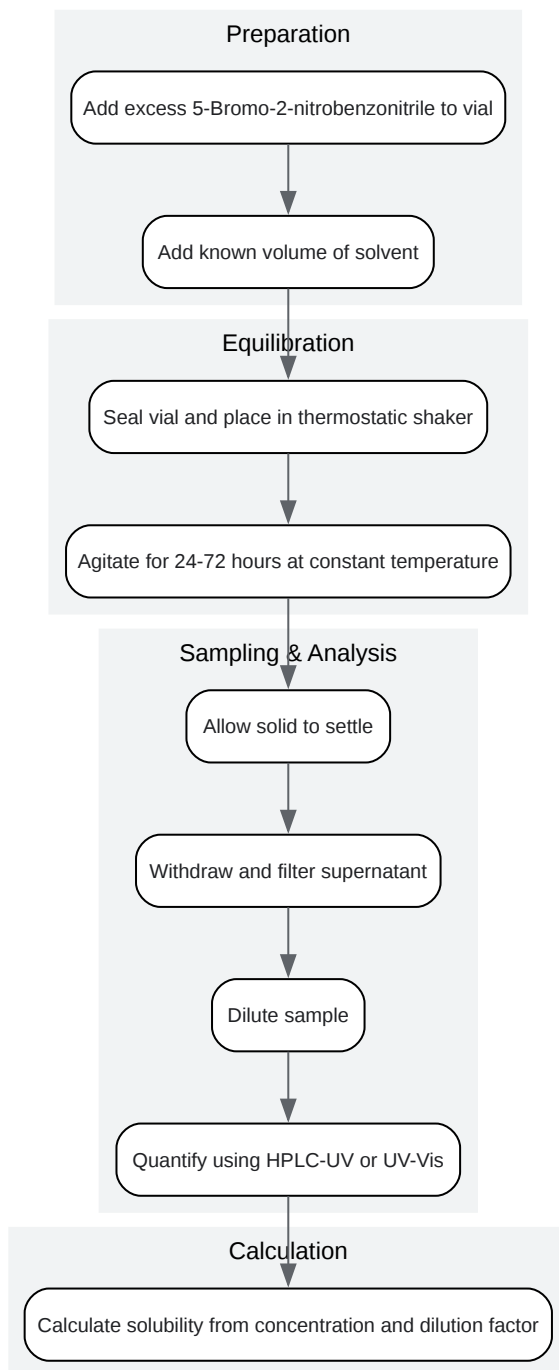 Preparation
Add excess 5-Bromo-2-nitrobenzonitrile to vial
Add known volume of solvent
Equilibration
Seal vial and place in thermostatic shaker
Agitate for 24-72 hours at constant temperature
Sampling & Analysis
Allow solid to settle
Withdraw and filter supernatant
Dilute sample
Quantify using HPLC-UV or UV-Vis
Calculation
Calculate solubility from concentration and dilution factor